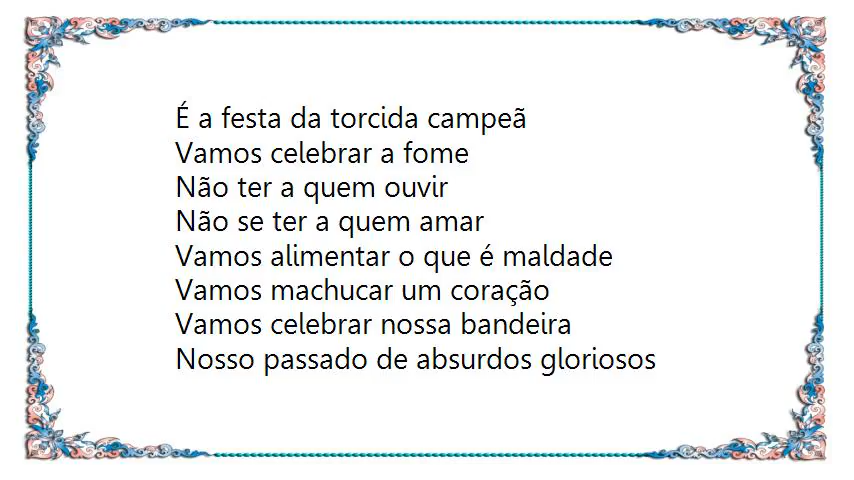 É a festa da torcida campeã
Vamos celebrar a fome
Não ter a quem ouvir
Não se ter a quem amar
Vamos alimentar o que é maldade
Vamos machucar um coração
Vamos celebrar nossa bandeira
Nosso passado de absurdos gloriosos